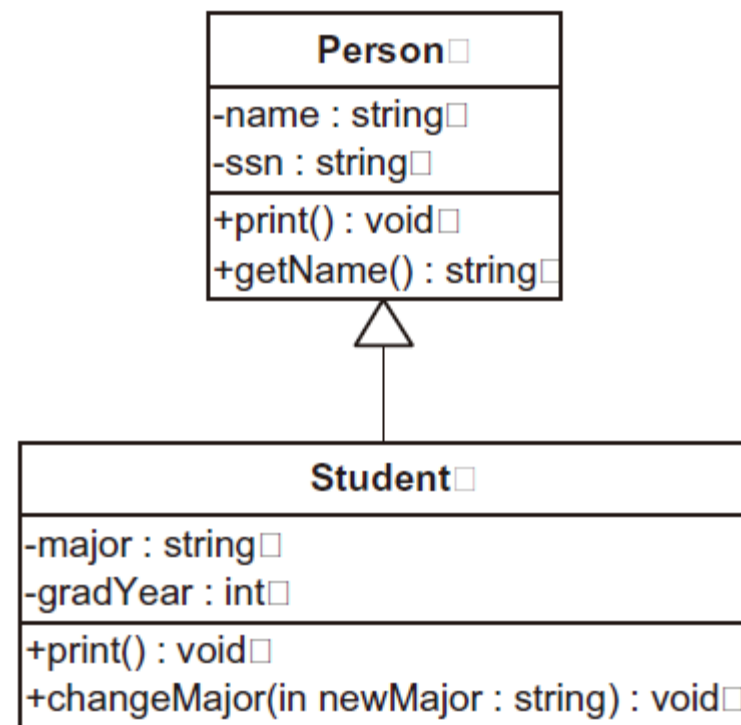 Person
-name : string
-ssn : string
+print() : void
+getName() : string
Student
-major : string
-gradYear : int
+print() : void
+changeMajor(in newMajor : string) : void